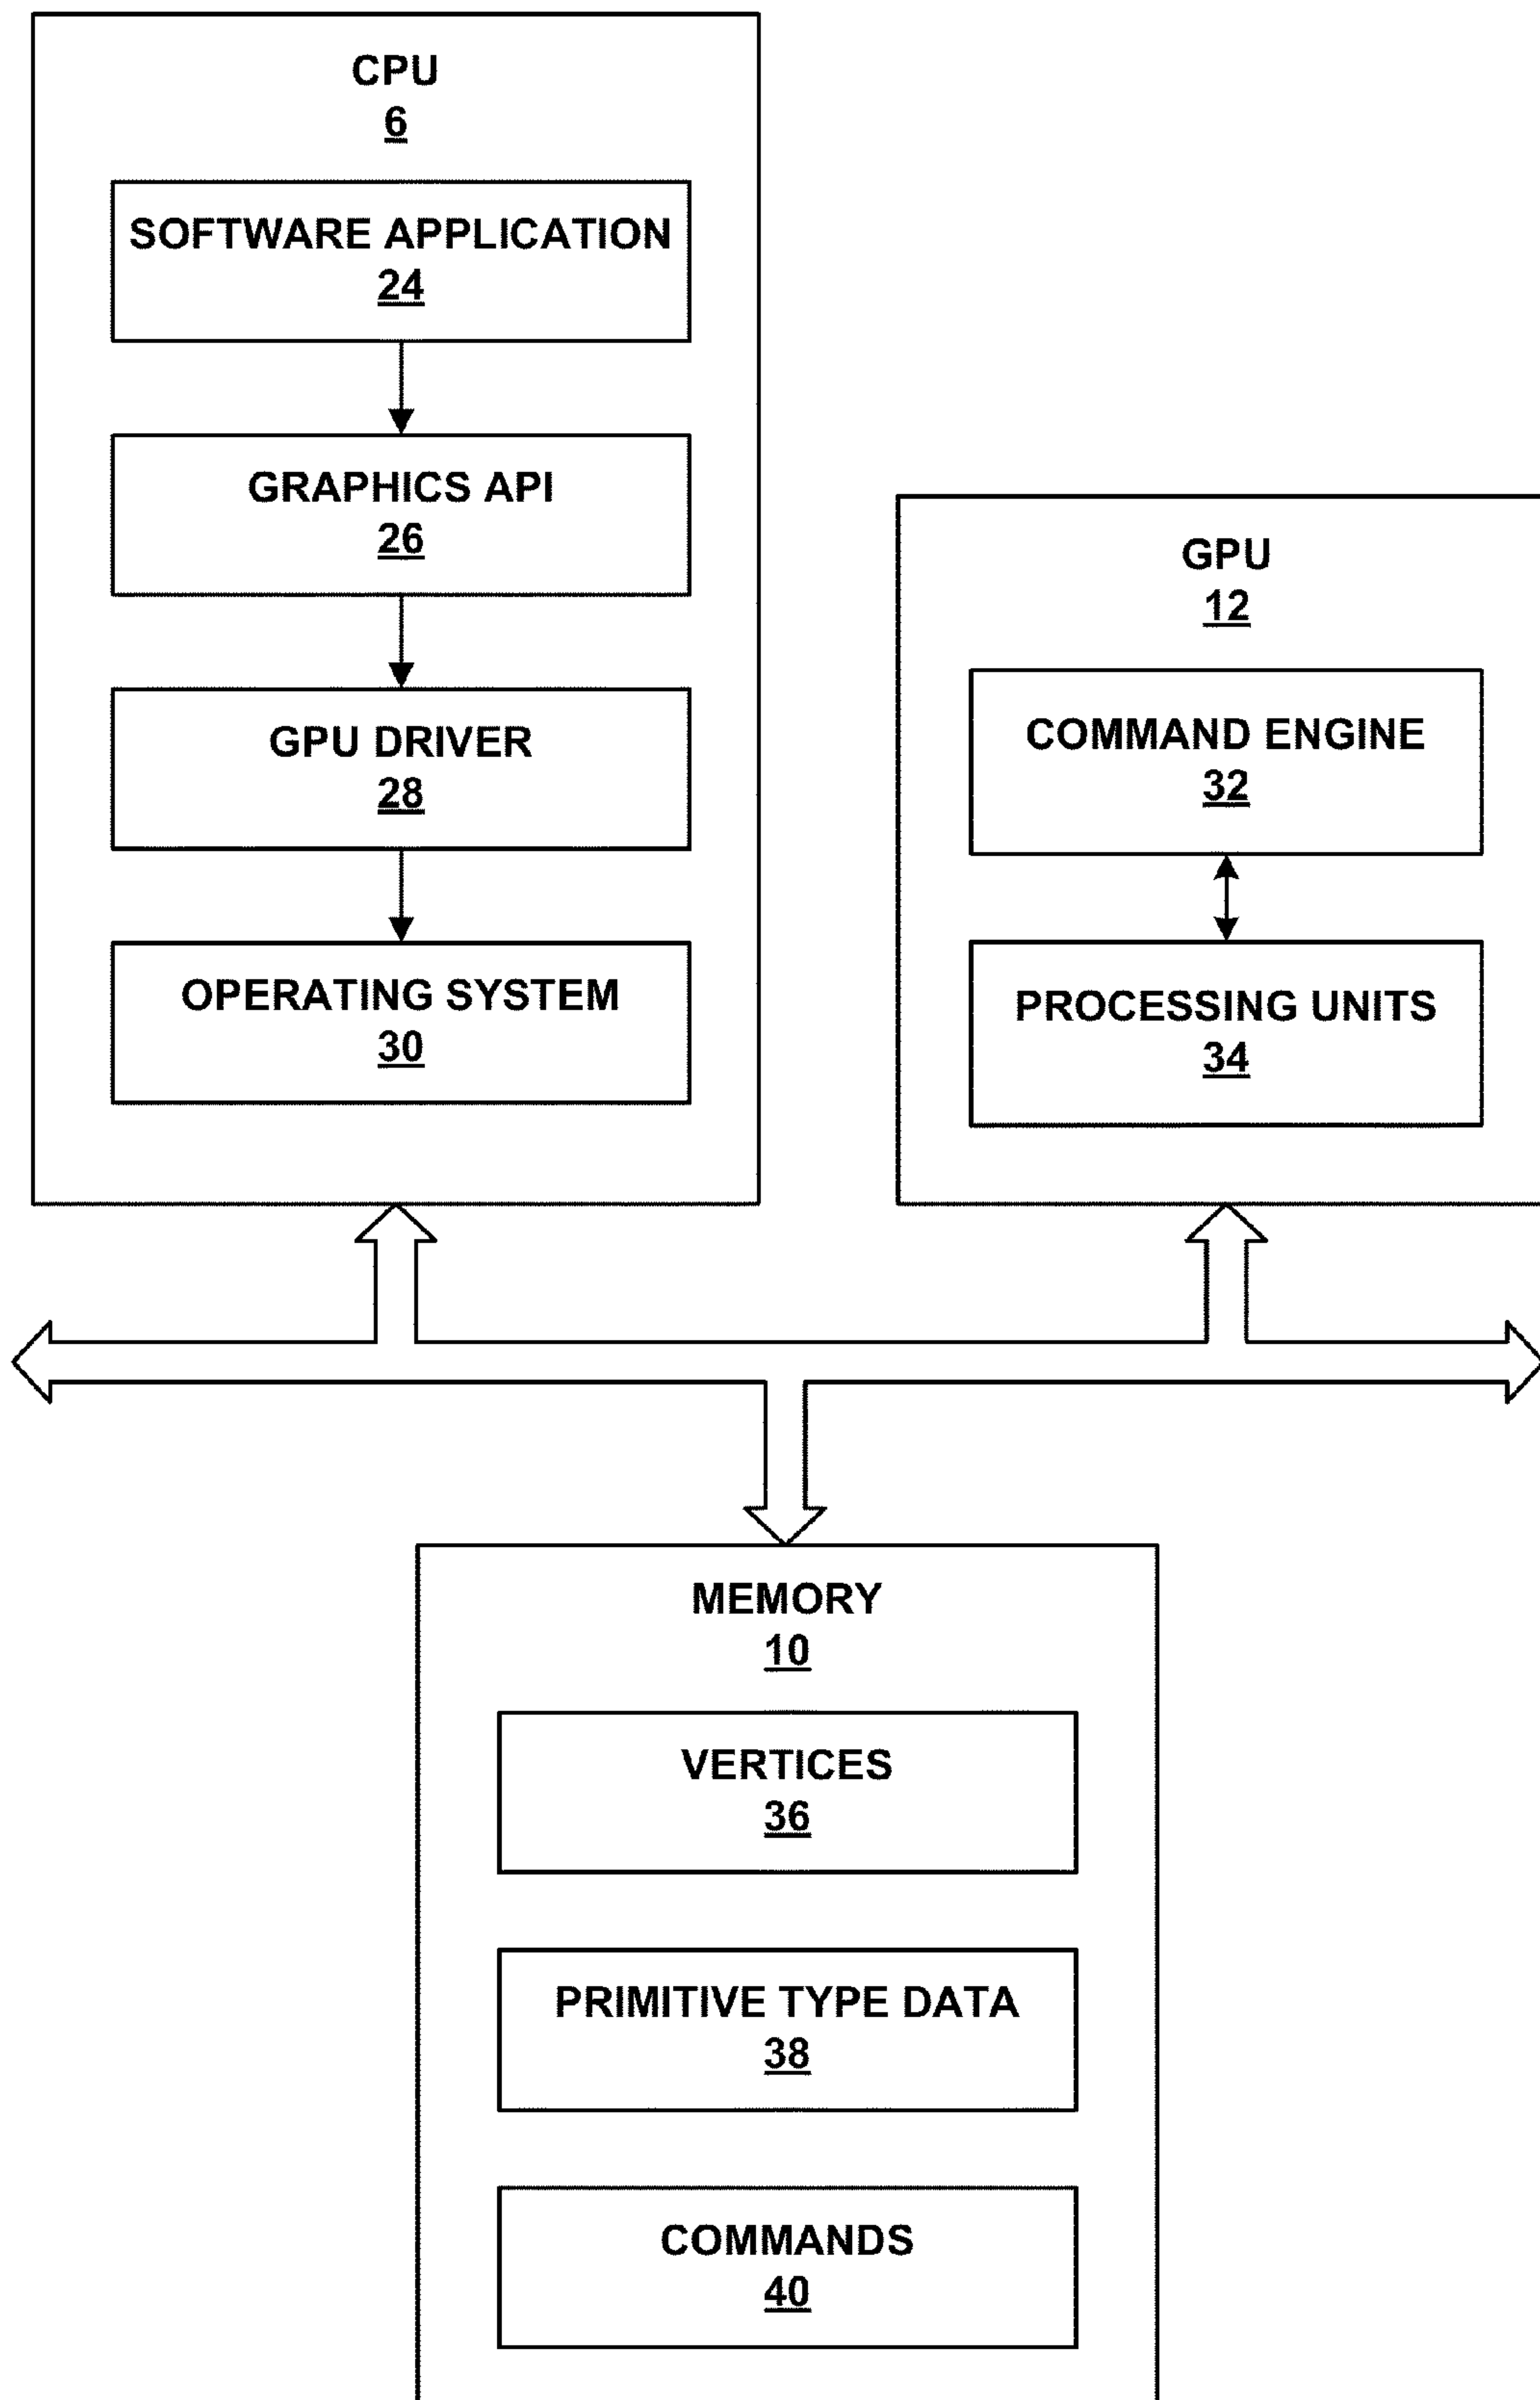 CPU
6
SOFTWARE APPLICATION
24
GRAPHICS API
26
GPU DRIVER
28
OPERATING SYSTEM
30
GPU
12
COMMAND ENGINE
32
PROCESSING UNITS
34
MEMORY
10
VERTICES
36
PRIMITIVE TYPE DATA
38
COMMANDS
40